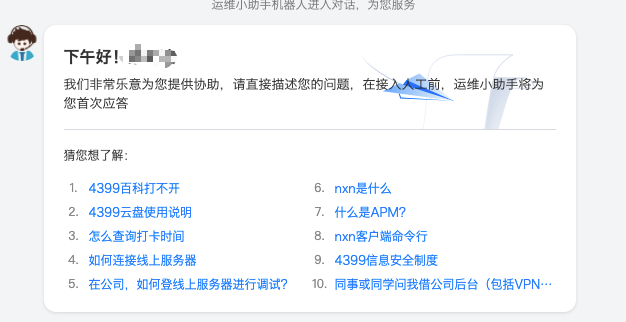 运维小助手机器人进入对话，为您服务
下午好！
我们非常乐意为您提供协助，请直接描述您的问题，在接入人工前，运维小助手将为
您首次应答
猜您想了解：
1. 4399百科打不开
2. 4399云盘使用说明
3. 怎么查询打卡时间
4. 如何连接线上服务器
5. 在公司，如何登线上服务器进行调试？
6. nxn是什么
7. 什么是APM？
8. nxn客户端命令行
9. 4399信息安全制度
10. 同事或同学问我借公司后台（包括VPN…